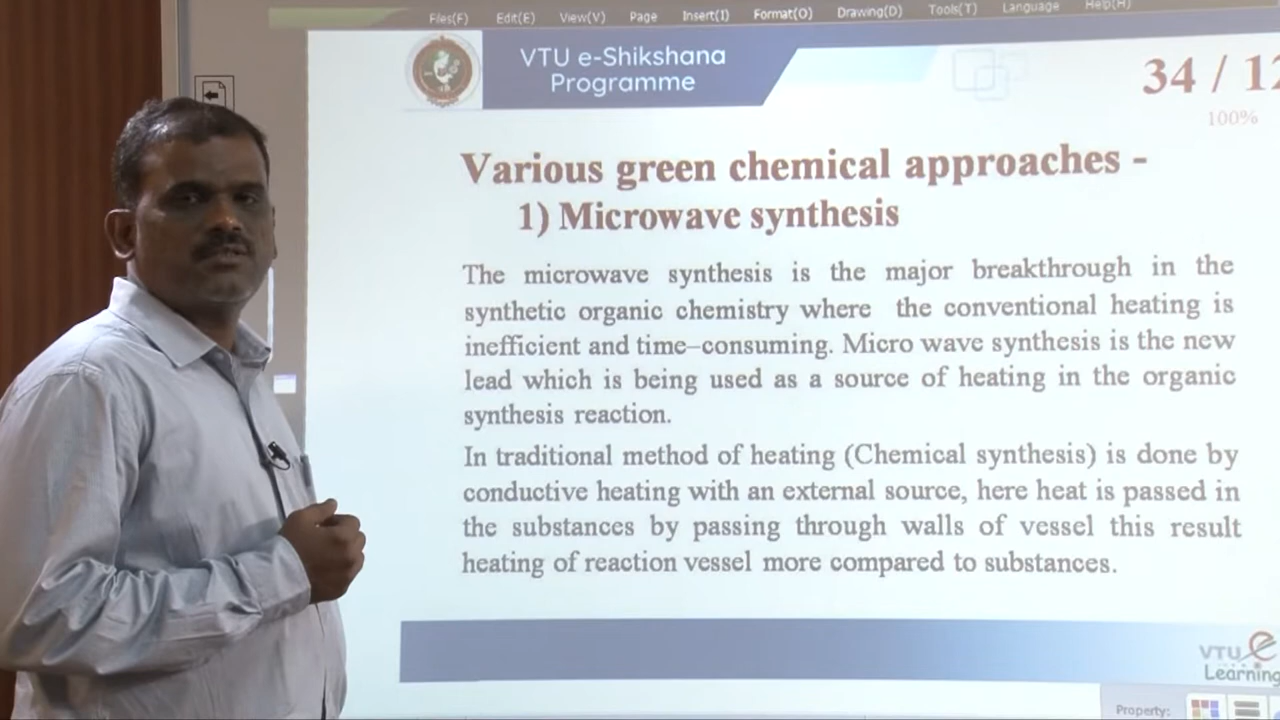 Files(F) Edit(E) View(V) Page Insert(I) Format(O) Drawing(D) Tools(T) Language Help(H)
VTU e-Shikshana
Programme
34 / 12
100%
Various green chemical approaches -
1) Microwave synthesis
The microwave synthesis is the major breakthrough in the
synthetic organic chemistry where the conventional heating is
inefficient and time–consuming. Micro wave synthesis is the new
lead which is being used as a source of heating in the organic
synthesis reaction.
In traditional method of heating (Chemical synthesis) is done by
conductive heating with an external source, here heat is passed in
the substances by passing through walls of vessel this result
heating of reaction vessel more compared to substances.
VTU e
Learning
Property: